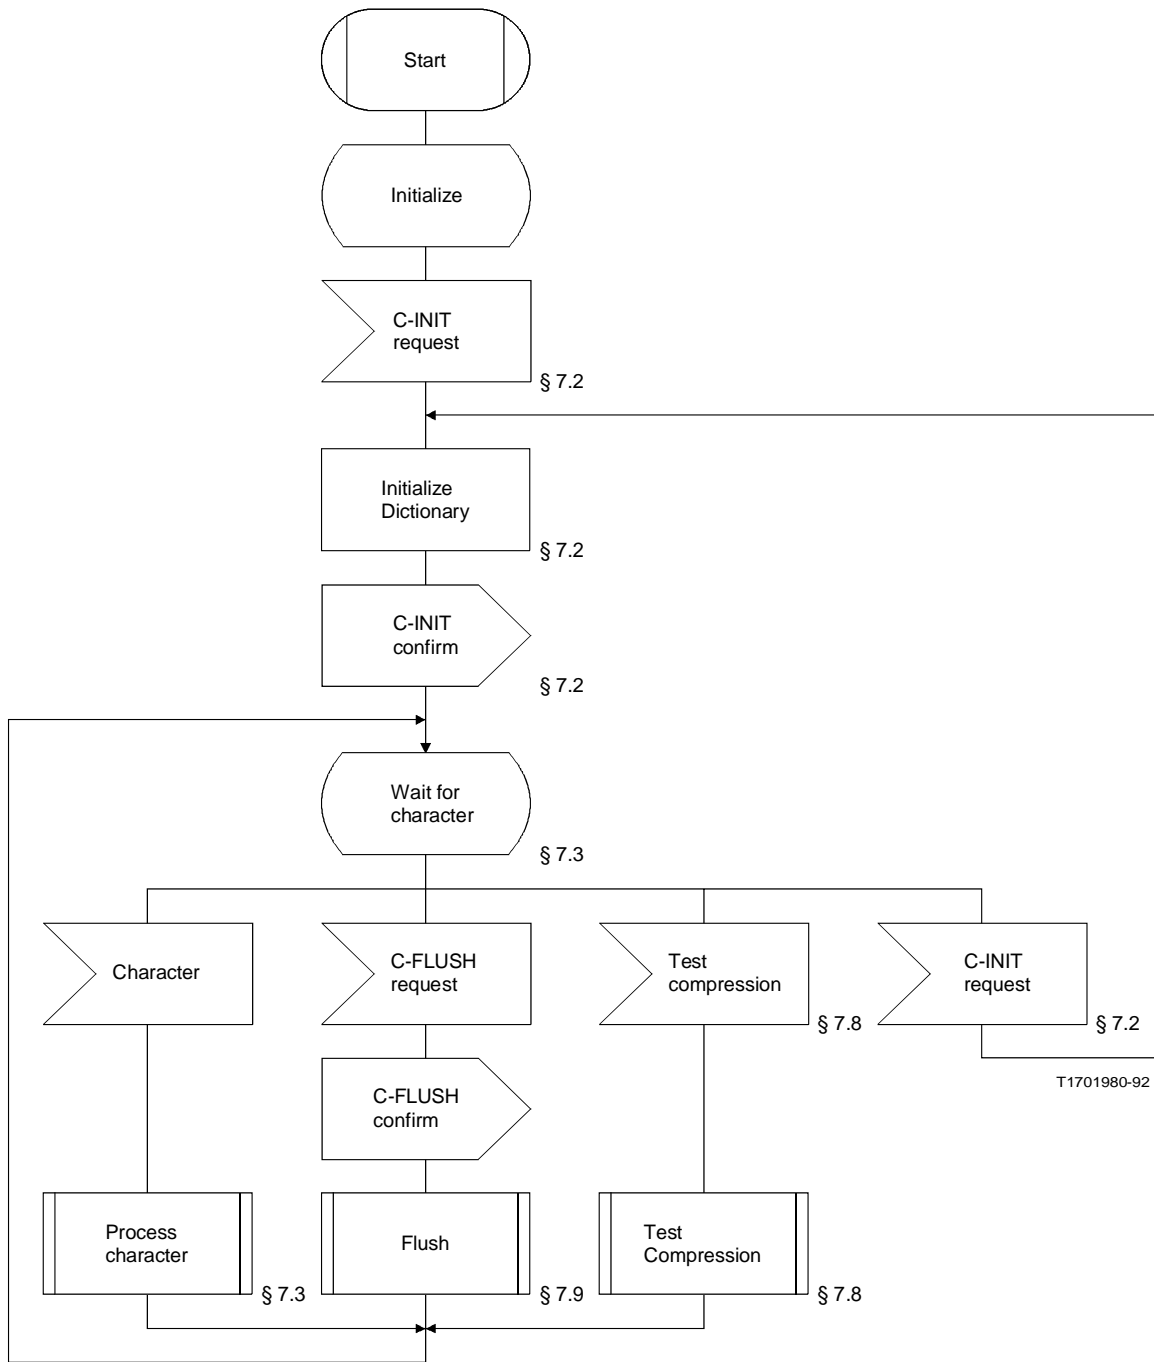 Start
Initialize
C-INIT
request
§ 7.2
Initialize
Dictionary
§ 7.2
C-INIT
confirm
§ 7.2
Wait for
character
§ 7.3
Character
C-FLUSH
request
Test
compression
§ 7.8
C-INIT
request
§ 7.2
T1701980-92
C-FLUSH
confirm
Process
character
§ 7.3
Flush
§ 7.9
Test
Compression
§ 7.8